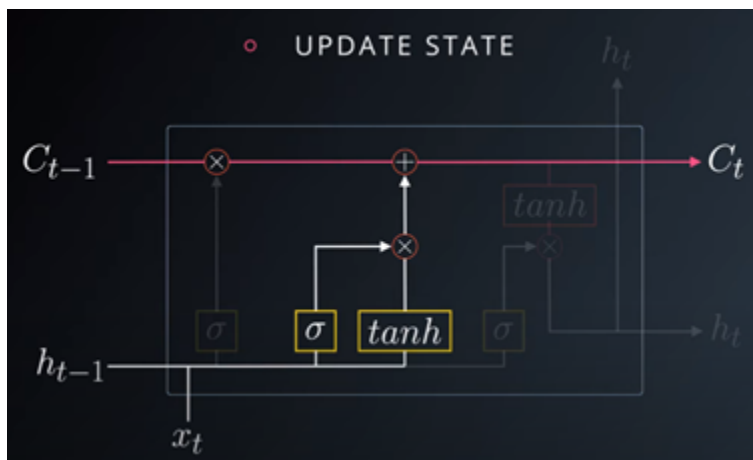 UPDATE STATE
h_t
C_{t-1} × + C_t
tanh
× ×
σ σ tanh σ
h_t
h_{t-1}
x_t